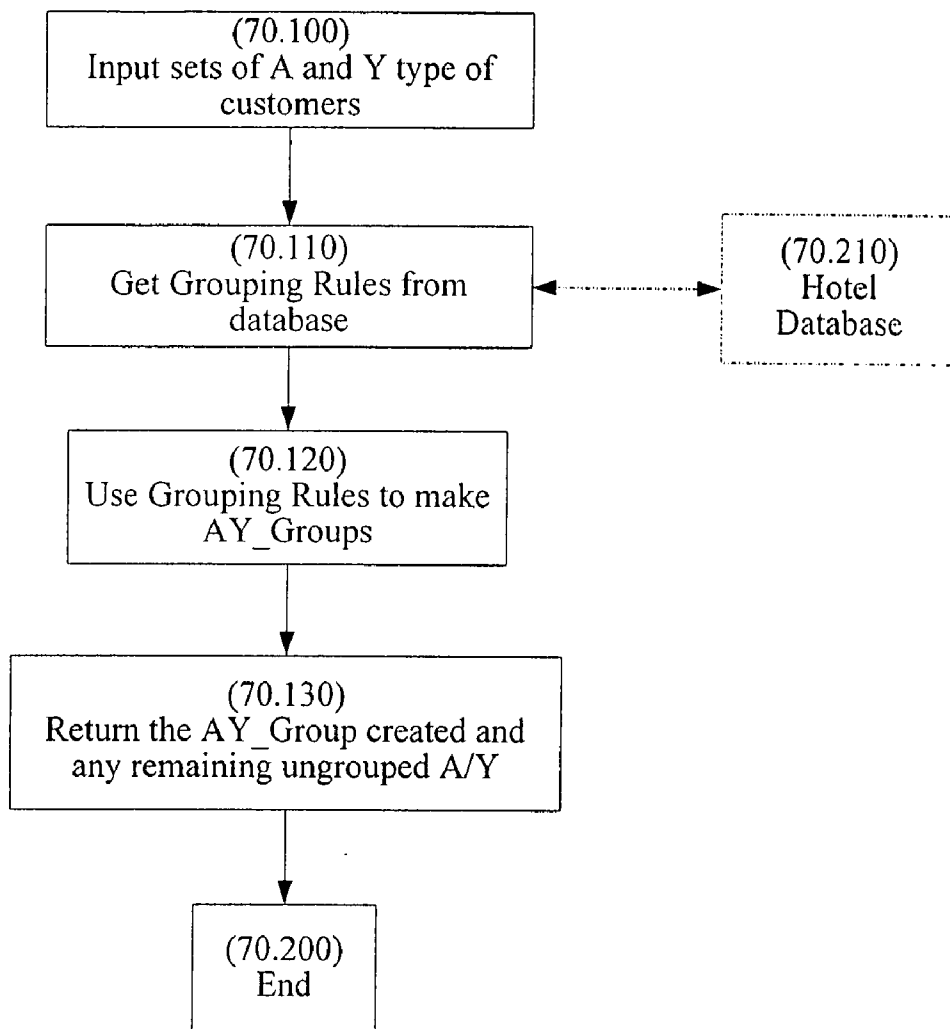 (70.100)
Input sets of A and Y type of
customers
(70.110)
Get Grouping Rules from
database
(70.210)
Hotel
Database
(70.120)
Use Grouping Rules to make
AY_Groups
(70.130)
Return the AY_Group created and
any remaining ungrouped A/Y
(70.200)
End